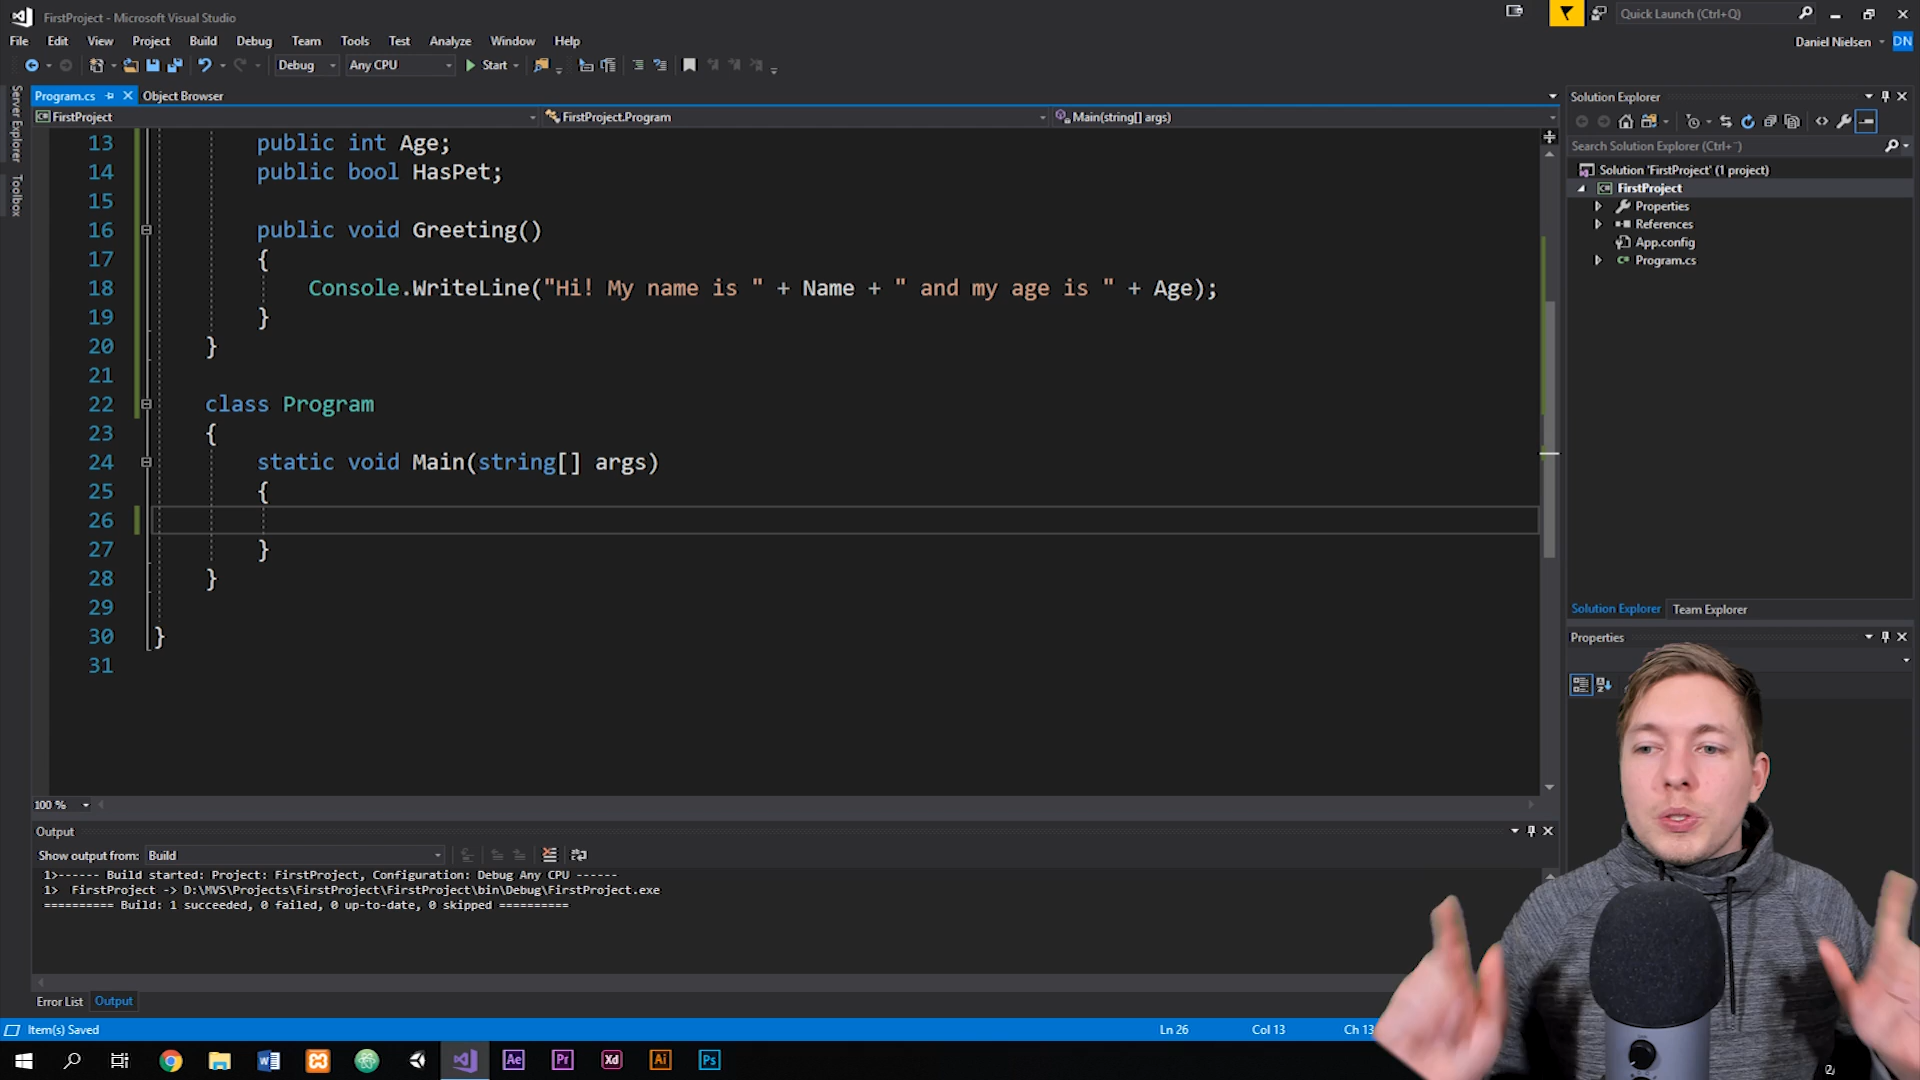 FirstProject - Microsoft Visual Studio
Quick Launch (Ctrl+Q)
File Edit View Project Build Debug Team Tools Test Analyze Window Help
Daniel Nielsen DN
Debug Any CPU Start
Server Explorer
Toolbox
Program.cs Object Browser
FirstProject FirstProject.Program Main(string[] args)
13 public int Age;
14 public bool HasPet;
15
16 public void Greeting()
17 {
18 Console.WriteLine("Hi! My name is " + Name + " and my age is " + Age);
19 }
20 }
21
22 class Program
23 {
24 static void Main(string[] args)
25 {
26
27 }
28 }
29
30 }
31
100 %
Output
Show output from: Build
1>------ Build started: Project: FirstProject, Configuration: Debug Any CPU ------
1> FirstProject -> D:\MVS\Projects\FirstProject\FirstProject\bin\Debug\FirstProject.exe
========== Build: 1 succeeded, 0 failed, 0 up-to-date, 0 skipped ==========
Error List Output
Item(s) Saved
Ln 26 Col 13 Ch 13
Solution Explorer
Search Solution Explorer (Ctrl+¨)
Solution 'FirstProject' (1 project)
FirstProject
Properties
References
App.config
Program.cs
Solution Explorer Team Explorer
Properties
Ae Pr Xd Ai Ps